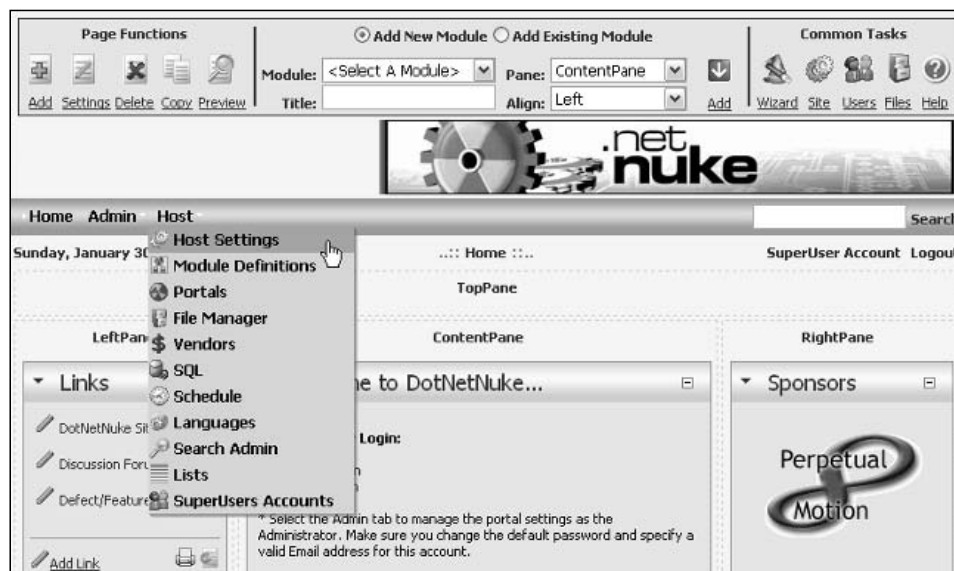 Page Functions
Add New Module Add Existing Module
Common Tasks
Module: <Select A Module> Pane: ContentPane
Title: Align: Left
Add Settings Delete Copy Preview
Add
Wizard Site Users Files Help
.net
nuke
Home Admin Host
Search
Sunday, January 30
..:: Home ::..
SuperUser Account Logout
Host Settings
Module Definitions
Portals
File Manager
Vendors
SQL
Schedule
Languages
Search Admin
Lists
SuperUsers Accounts
TopPane
LeftPan
ContentPane
RightPane
Links
DotNetNuke Sit
Discussion Foru
Defect/Feature
Add Link
e to DotNetNuke...
Login:
* Select the Admin tab to manage the portal settings as the
Administrator. Make sure you change the default password and specify a
valid Email address for this account.
Sponsors
Perpetual
Motion